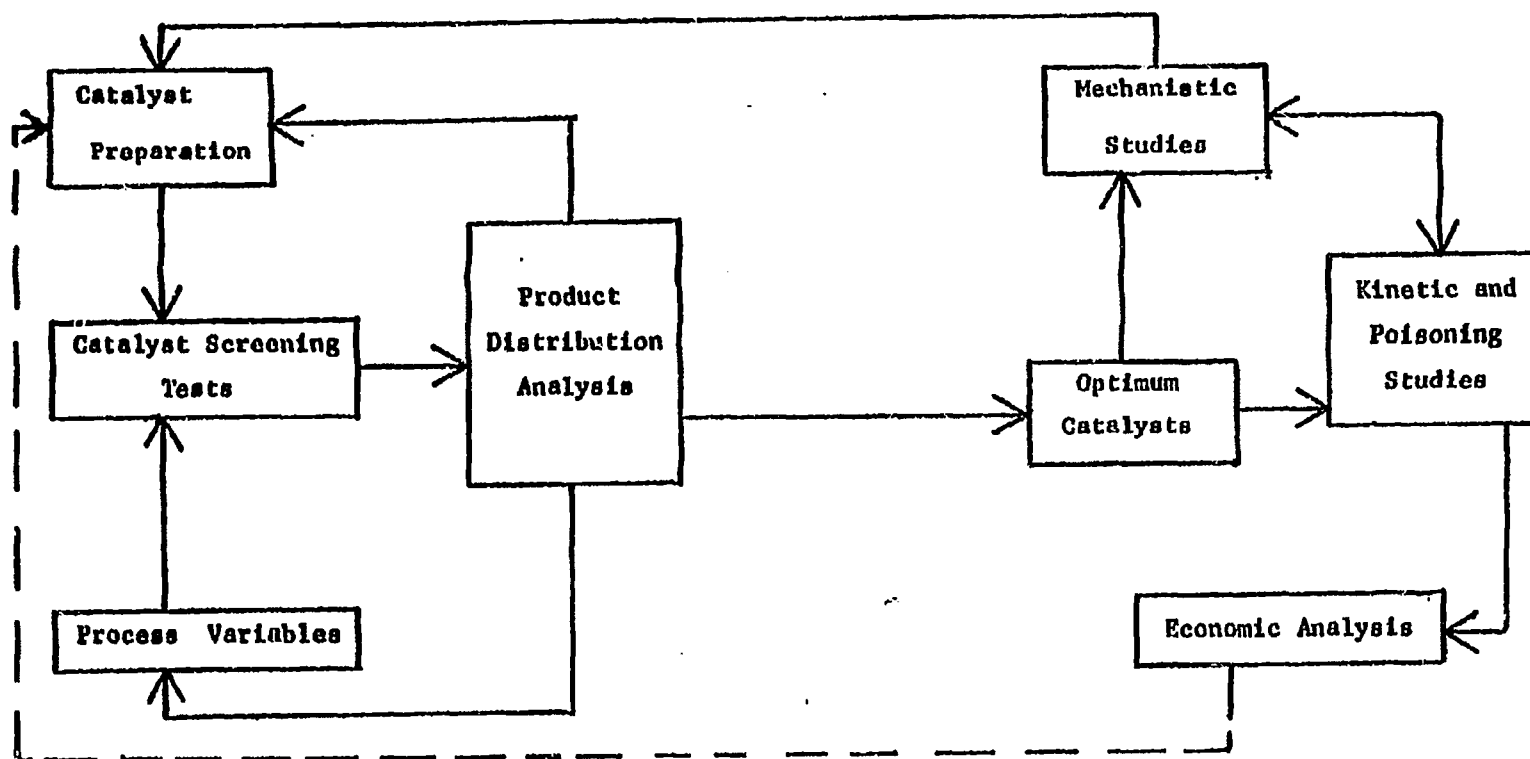 Catalyst
Preparation
Mechanistic
Studies
Product
Distribution
Analysis
Kinetic and
Poisoning
Studies
Catalyst Screening
Tests
Optimum
Catalysts
Process Variables
Economic Analysis